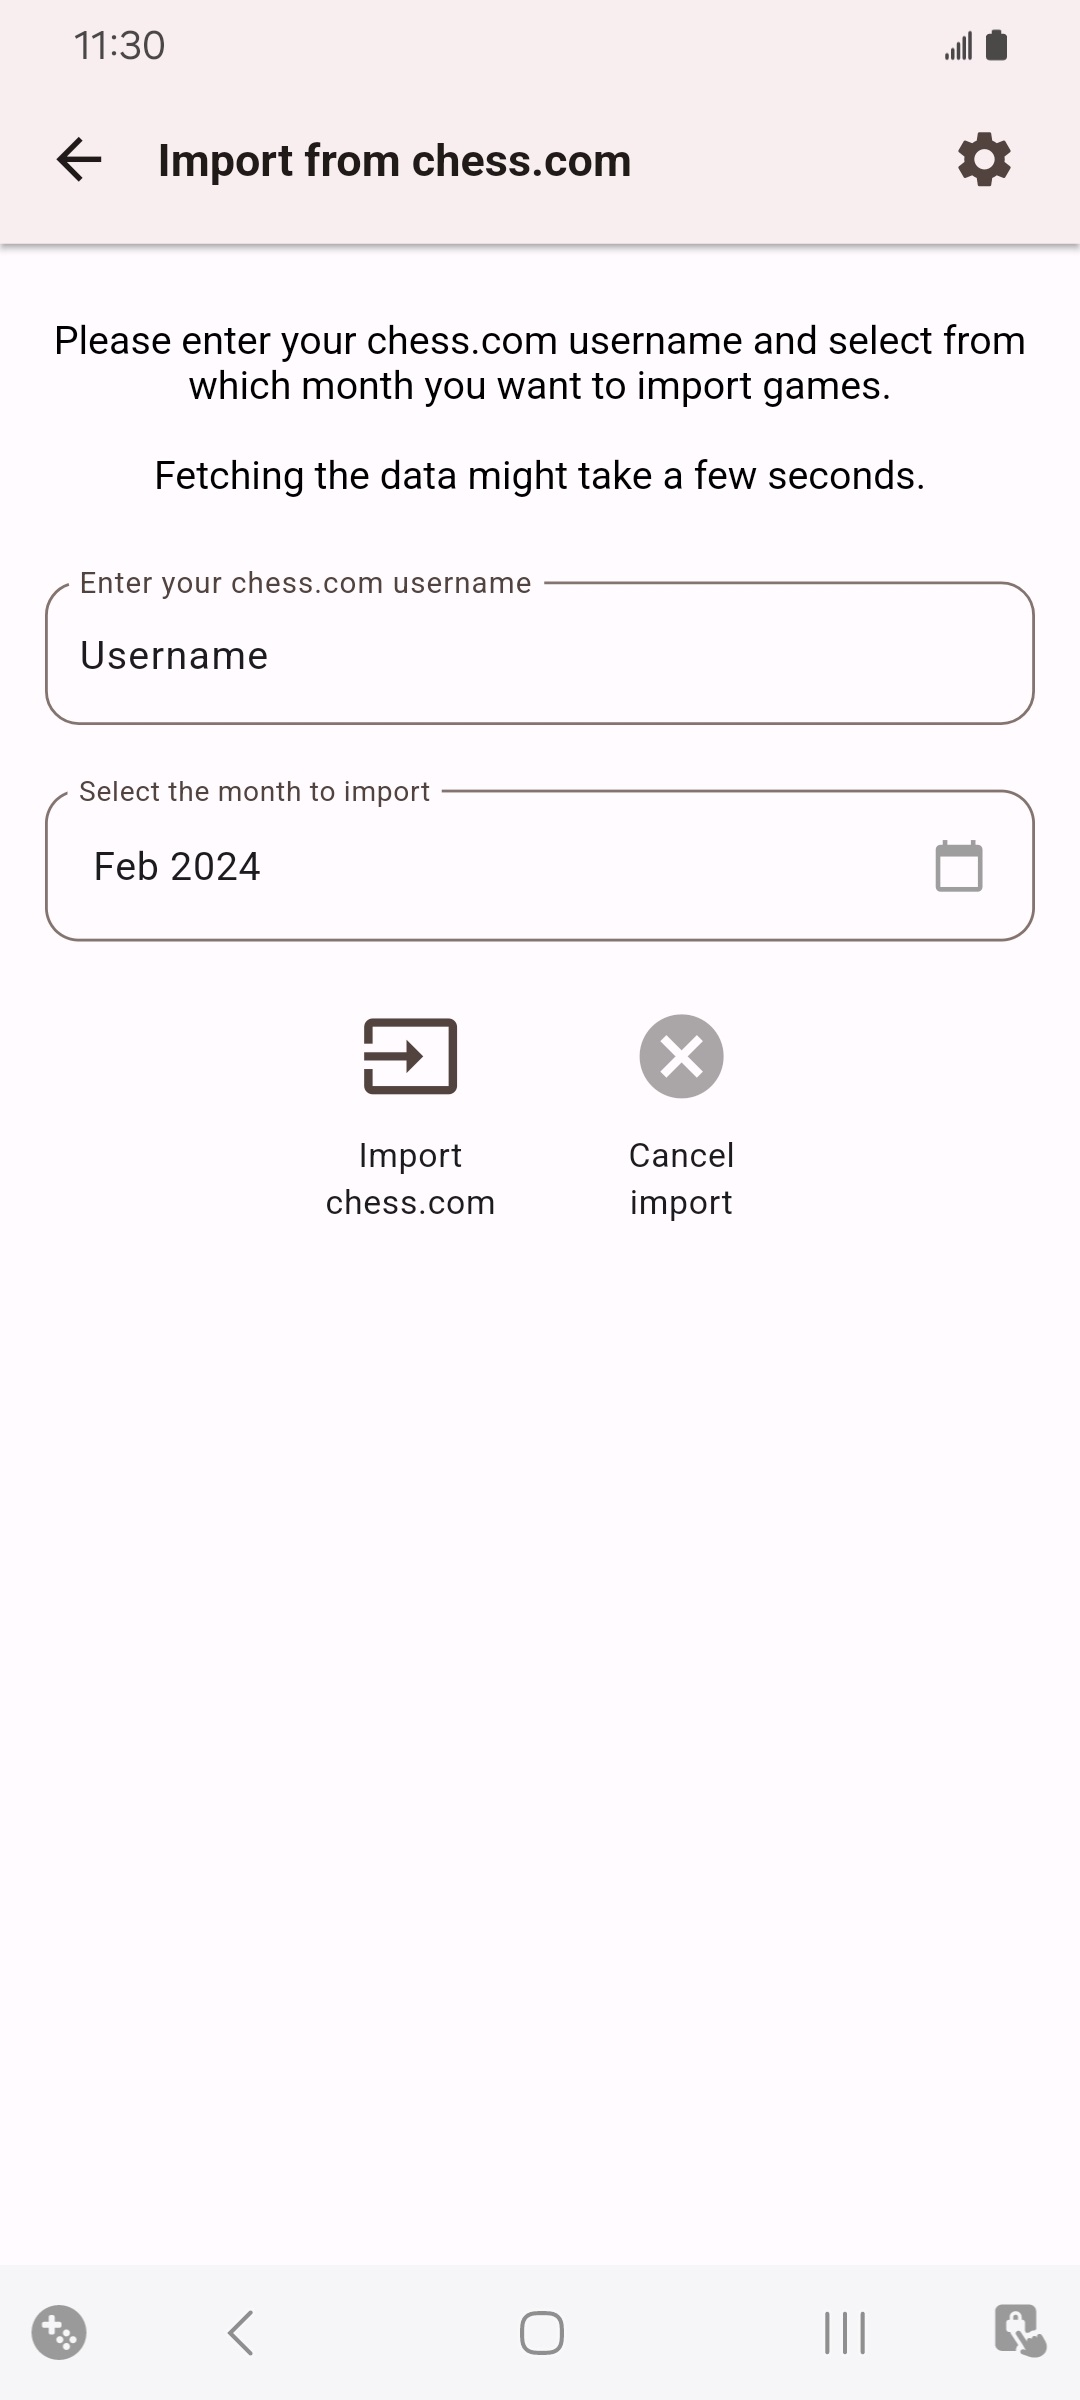 11:30
Import from chess.com
Please enter your chess.com username and select from
which month you want to import games.
Fetching the data might take a few seconds.
Enter your chess.com username
Username
Select the month to import
Feb 2024
Import
chess.com
Cancel
import